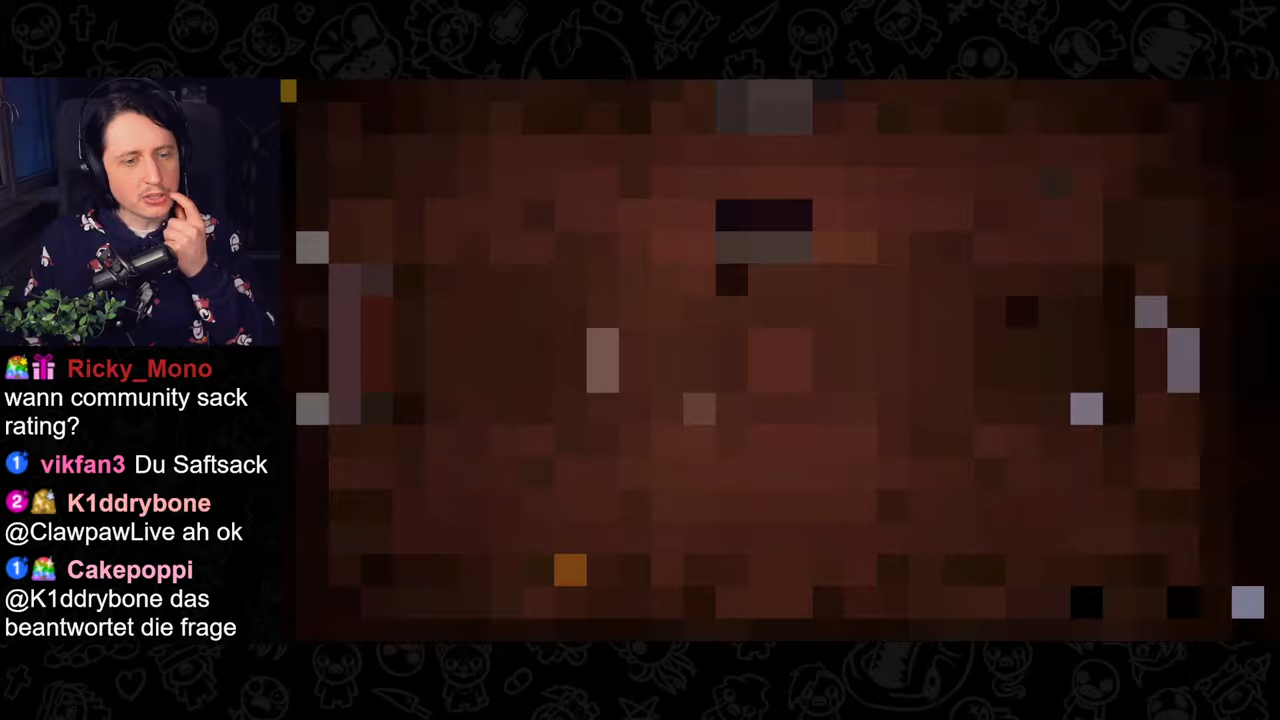 Ricky_Mono
wann community sack
rating?
vikfan3 Du Saftsack
K1ddrybone
@ClawpawLive ah ok
Cakepoppi
@K1ddrybone das
beantwortet die frage